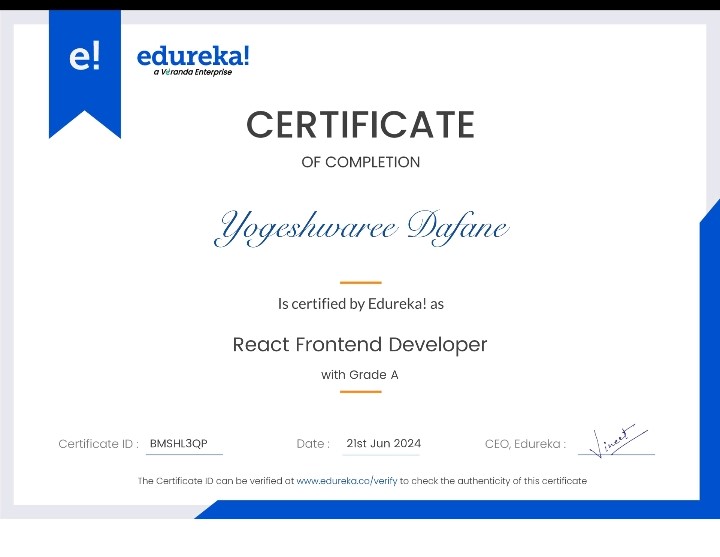 e!
edureka!
a Veranda Enterprise
CERTIFICATE
OF COMPLETION
Yogeshwaree Dafane
Is certified by Edureka! as
React Frontend Developer
with Grade A
Certificate ID : BMSHL3QP Date : 21st Jun 2024 CEO, Edureka : Vineet
The Certificate ID can be verified at www.edureka.co/verify to check the authenticity of this certificate